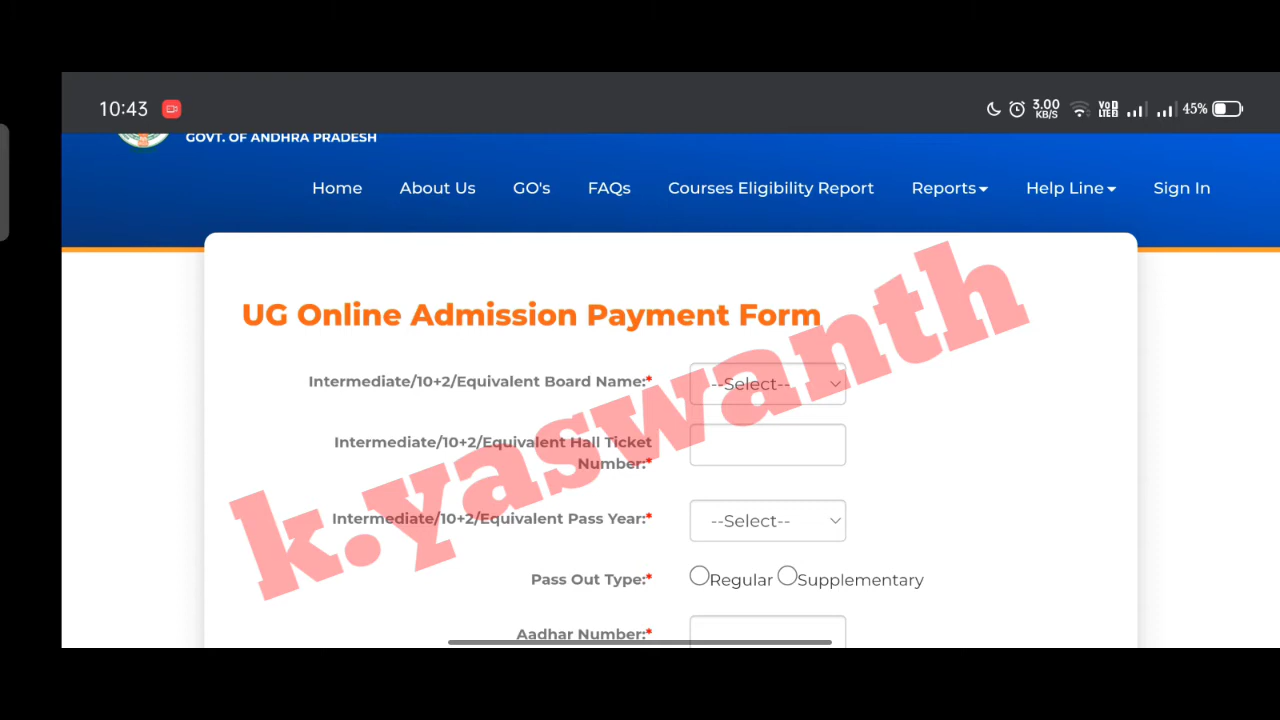 10:43 3.00 KB/S Vo LTE 45%
GOVT. OF ANDHRA PRADESH
Home About Us GO's FAQs Courses Eligibility Report Reports Help Line Sign In
UG Online Admission Payment Form
Intermediate/10+2/Equivalent Board Name:* --Select--
Intermediate/10+2/Equivalent Hall Ticket
Number:*
Intermediate/10+2/Equivalent Pass Year:* --Select--
Pass Out Type:* Regular Supplementary
Aadhar Number:*
k.yaswanth